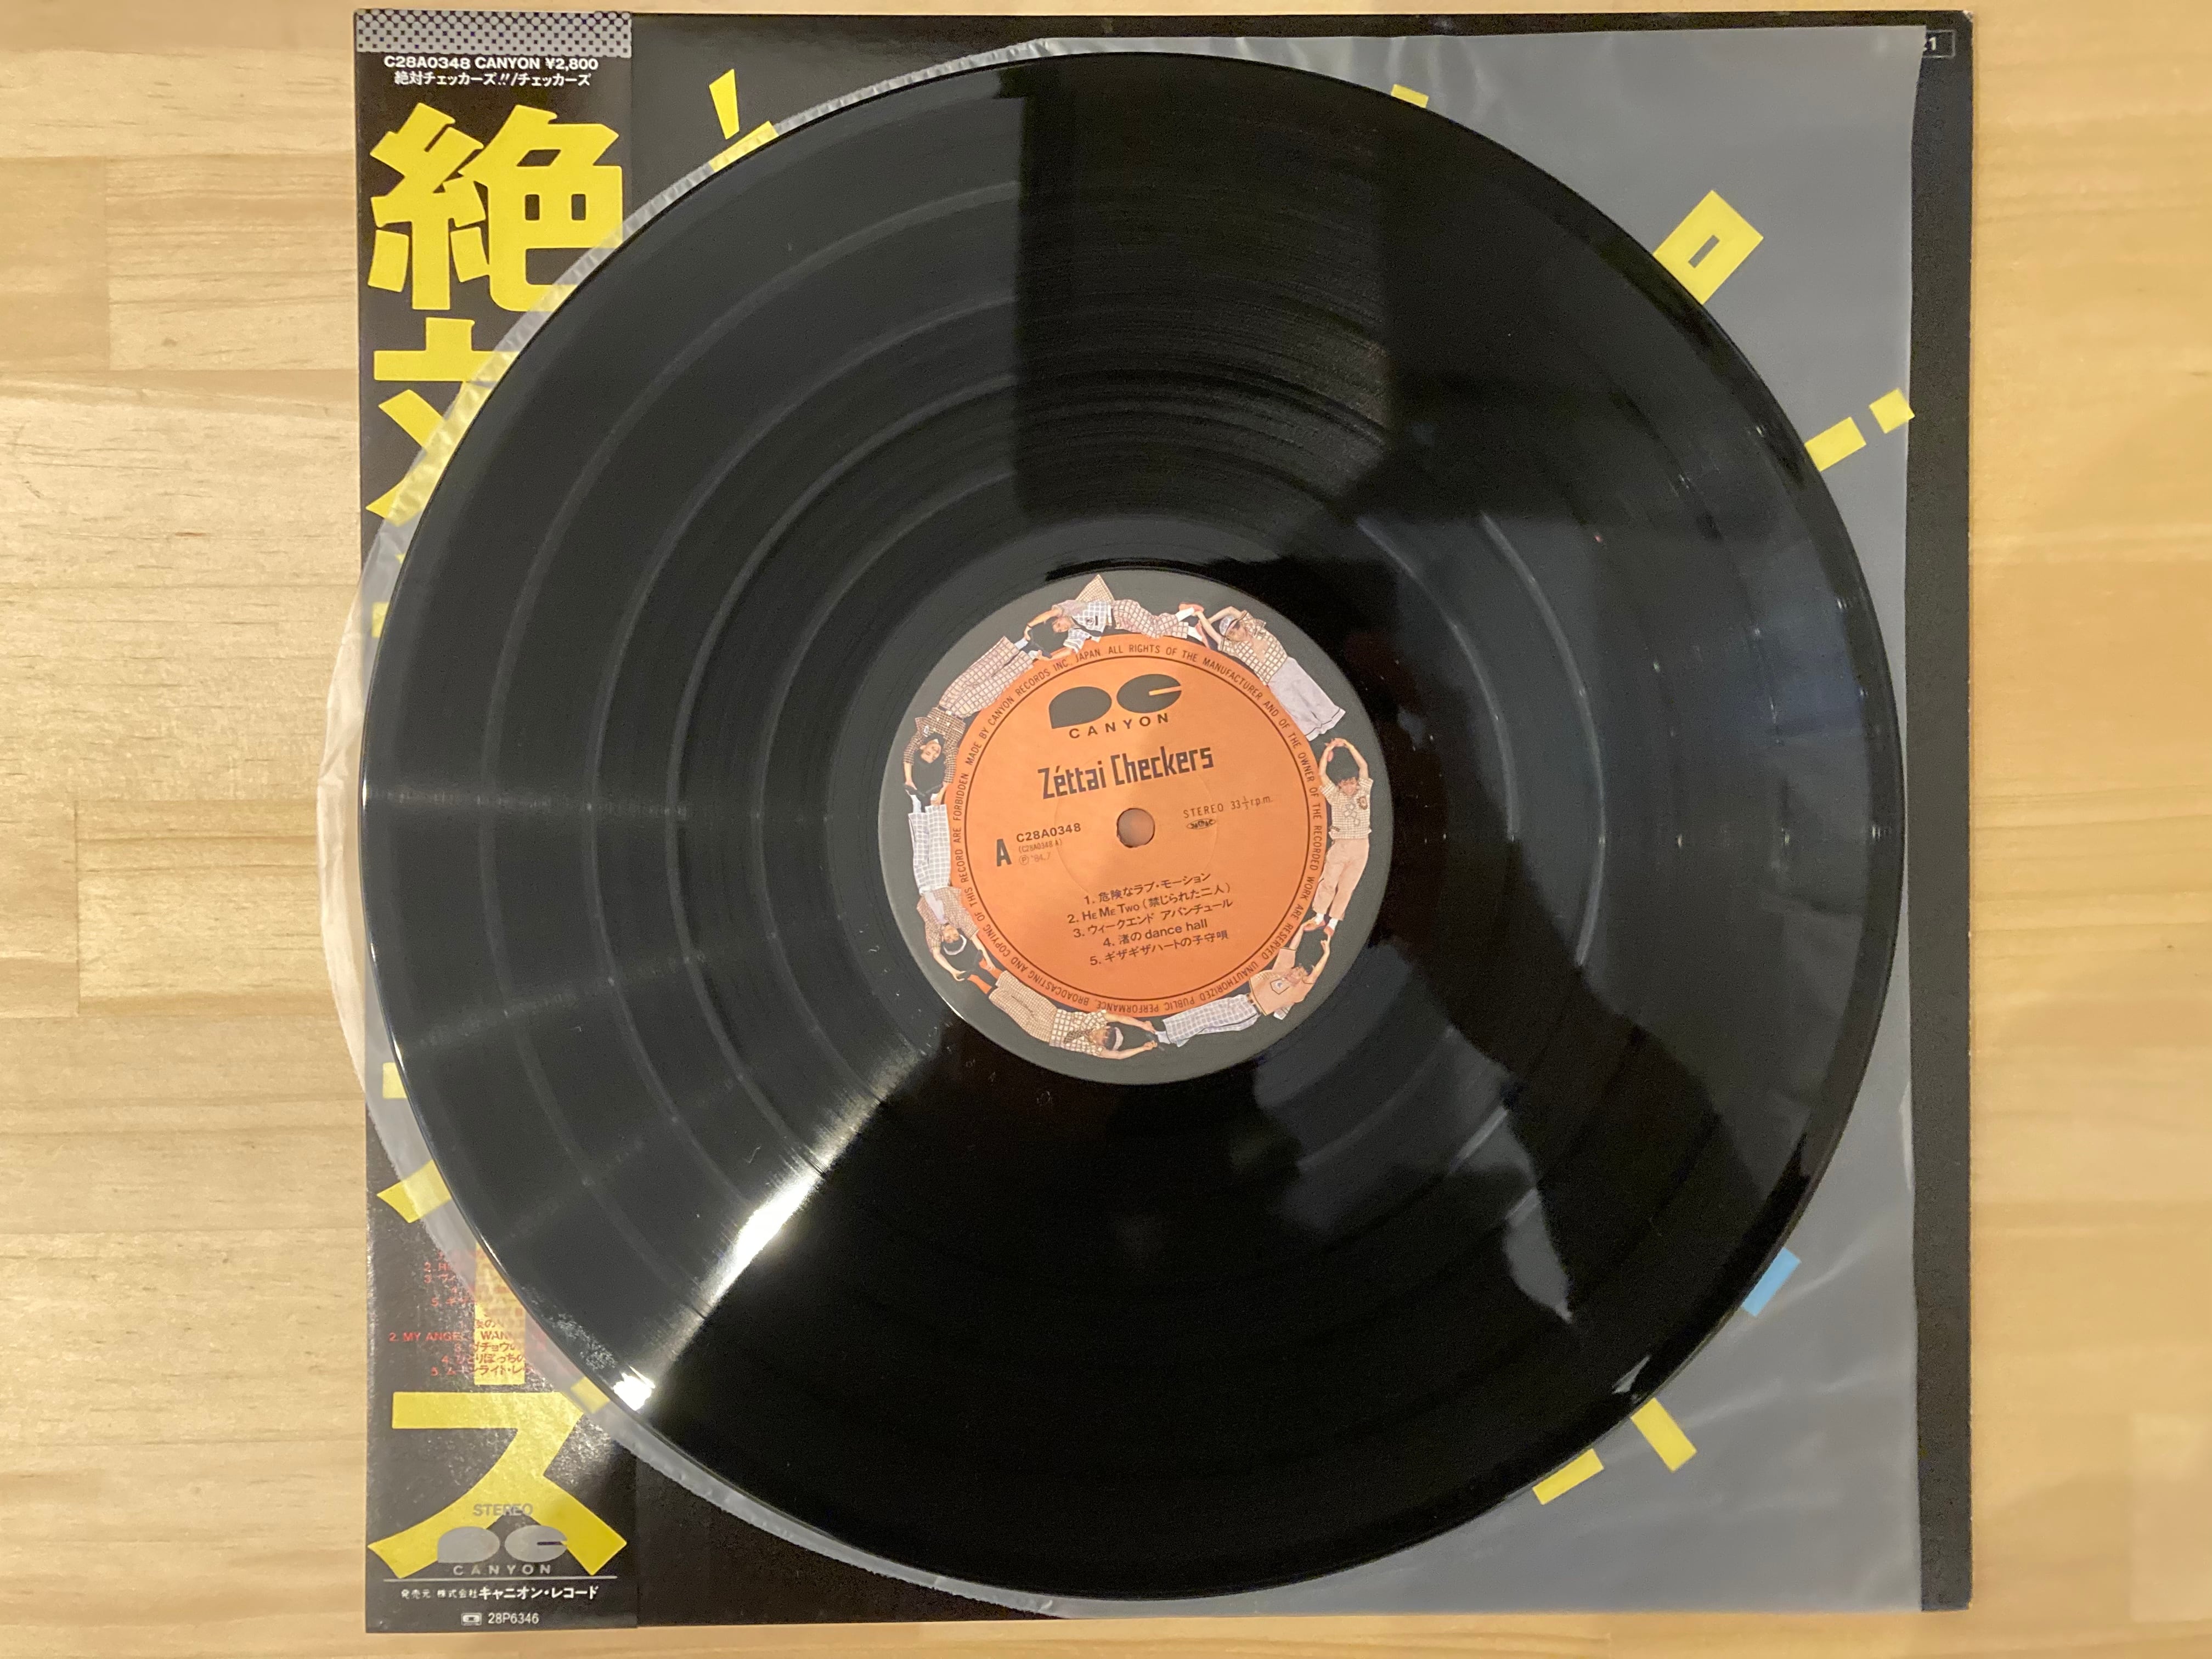 C28A0348 CANYON ¥2,800
絶対チェッカーズ!!/チェッカーズ
絶
対
ス
2. MY ANGEL
STEREO
CANYON
発売元 株式会社キャニオン・レコード
28P6346
21
MADE BY CANYON RECORDS INC. JAPAN ALL RIGHTS OF THE MANUFACTURER AND OF THE OWNER OF THE RECORDED WORK ARE RESERVED UNAUTHORIZED PUBLIC PERFORMANCE BROADCASTING AND COPYING OF THIS RECORD ARE FORBIDDEN
CANYON
Zéttai Checkers
STEREO 33⅓r.p.m.
A
C28A0348
(C28A0348A)
Ⓟ '84.7
1. 危険なラブ・モーション
2. HE ME TWO (禁じられた二人)
3. ウィークエンド アバンチュール
4. 渚の dance hall
5. ギザギザハートの子守唄